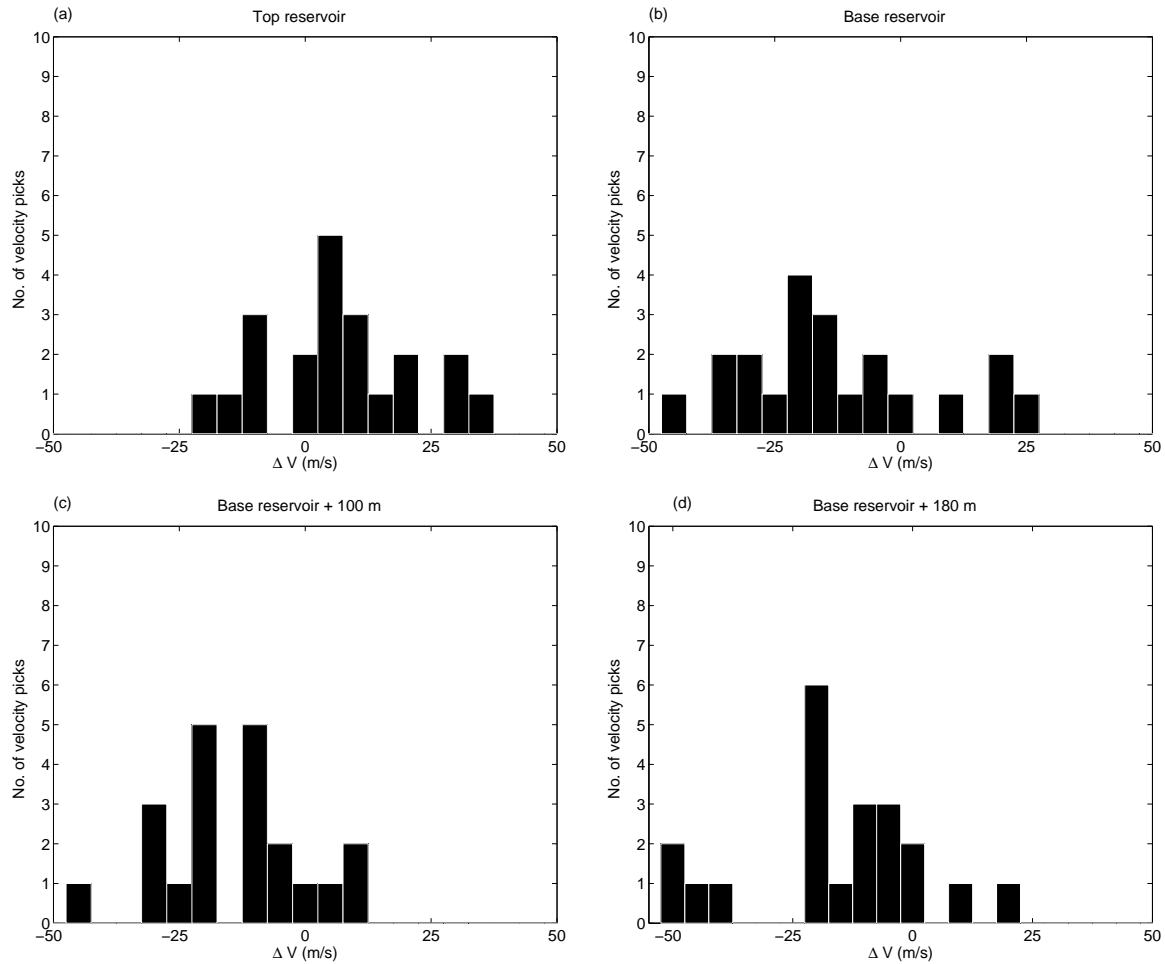 (a)
Top reservoir
10
9
8
7
6
5
4
3
2
1
0
No. of velocity picks
−50 −25 0 25 50
Δ V (m/s)
(b)
Base reservoir
10
9
8
7
6
5
4
3
2
1
0
No. of velocity picks
−50 −25 0 25 50
Δ V (m/s)
(c)
Base reservoir + 100 m
10
9
8
7
6
5
4
3
2
1
0
No. of velocity picks
−50 −25 0 25 50
Δ V (m/s)
(d)
Base reservoir + 180 m
10
9
8
7
6
5
4
3
2
1
0
No. of velocity picks
−50 −25 0 25 50
Δ V (m/s)